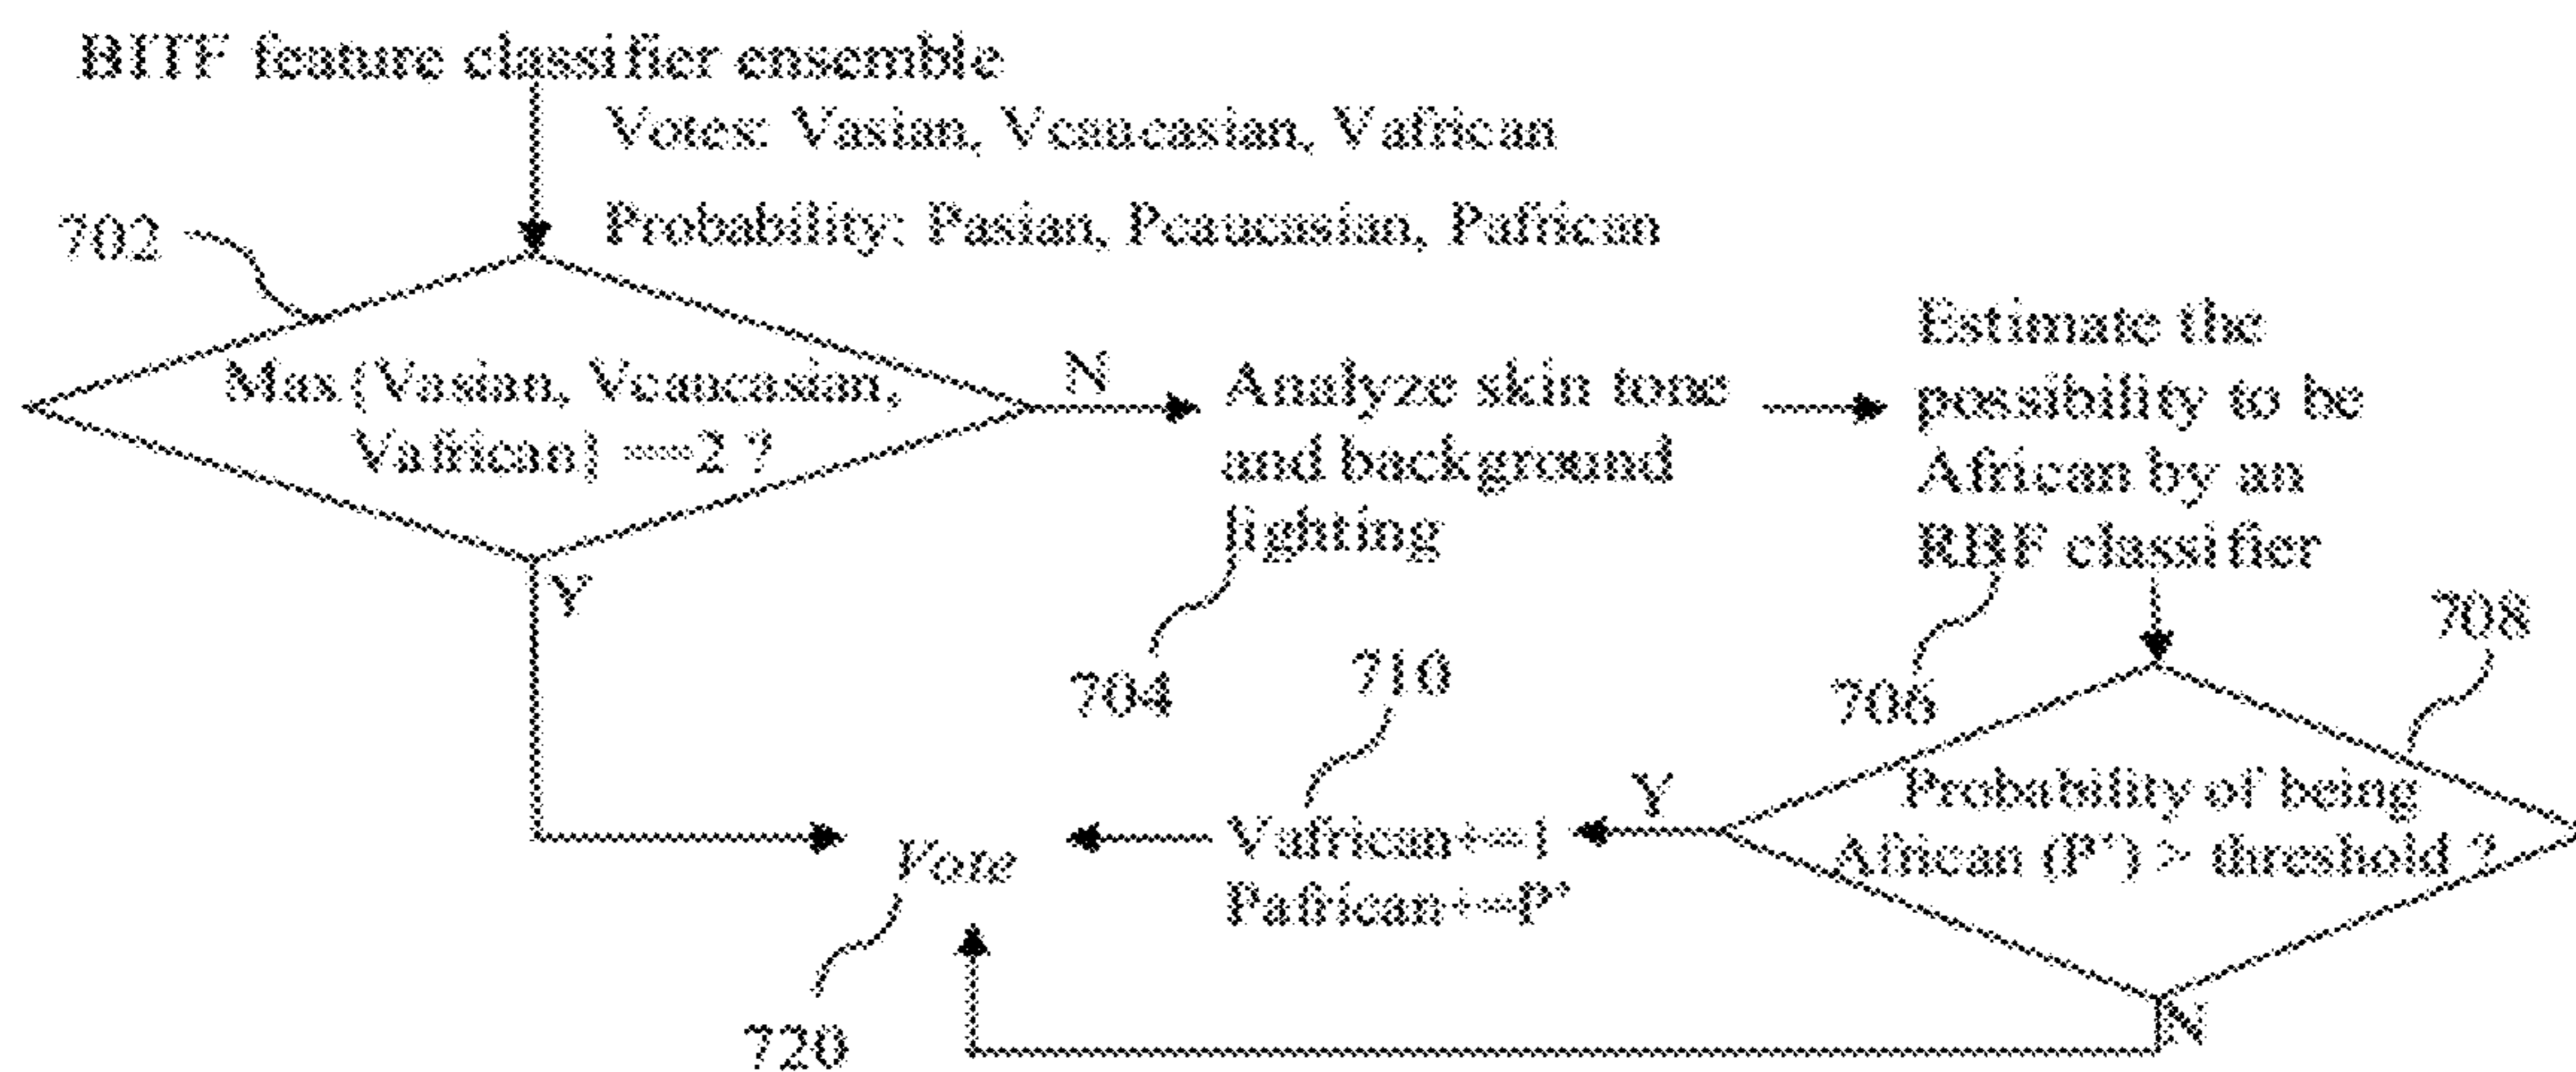 BITF feature classifier ensemble
Votes: Vasian, Vcaucasian, Vafrican
Probability: Pasian, Pcaucasian, Pafrican
702
Max{Vasian, Vcaucasian,
Vafrican} ==2 ?
N
Y
Analyze skin tone
and background
lighting
704
Estimate the
possibility to be
African by an
RBF classifier
706
708
Probability of being
African (P') > threshold ?
Y
N
710
Vafrican+=1
Pafrican+=P'
Vote
720